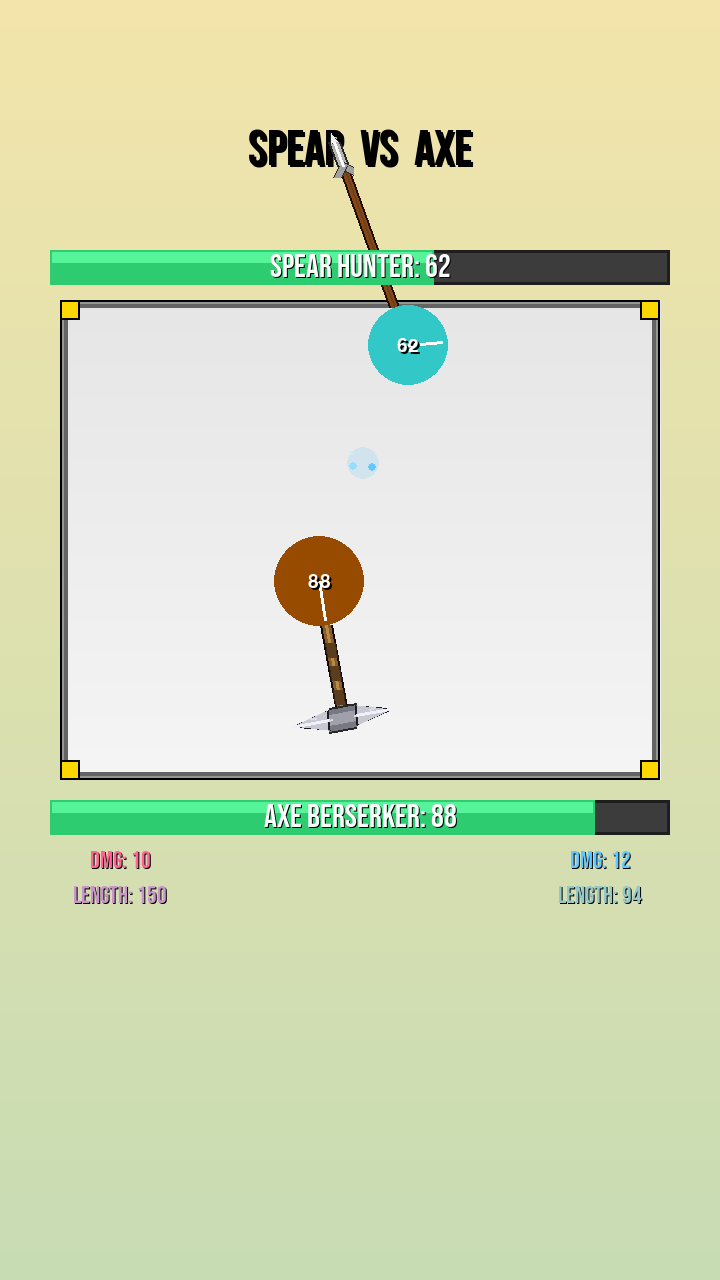 SPEAR VS AXE
SPEAR HUNTER: 62
62
88
AXE BERSERKER: 88
DMG: 10
DMG: 12
LENGTH: 150
LENGTH: 94